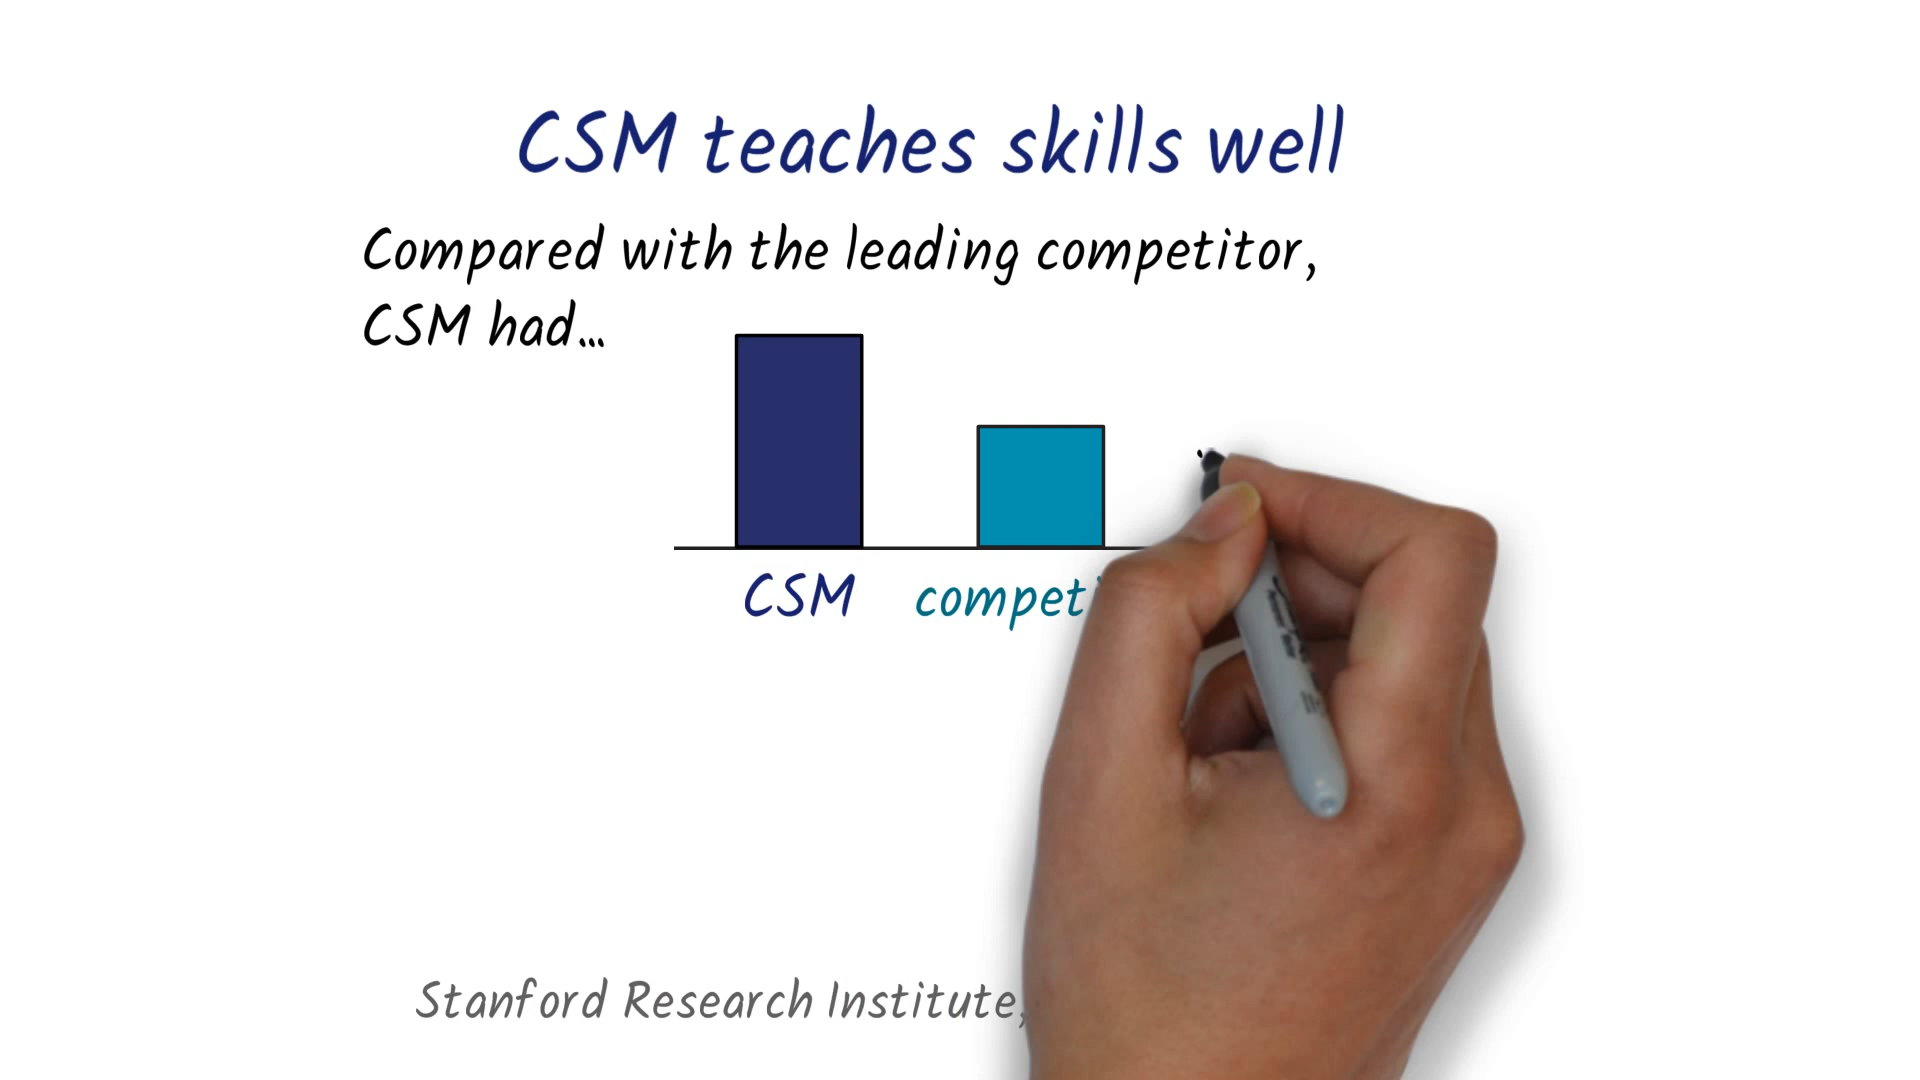 CSM teaches skills well
Compared with the leading competitor,
CSM had...
CSM
compet
Stanford Research Institute,